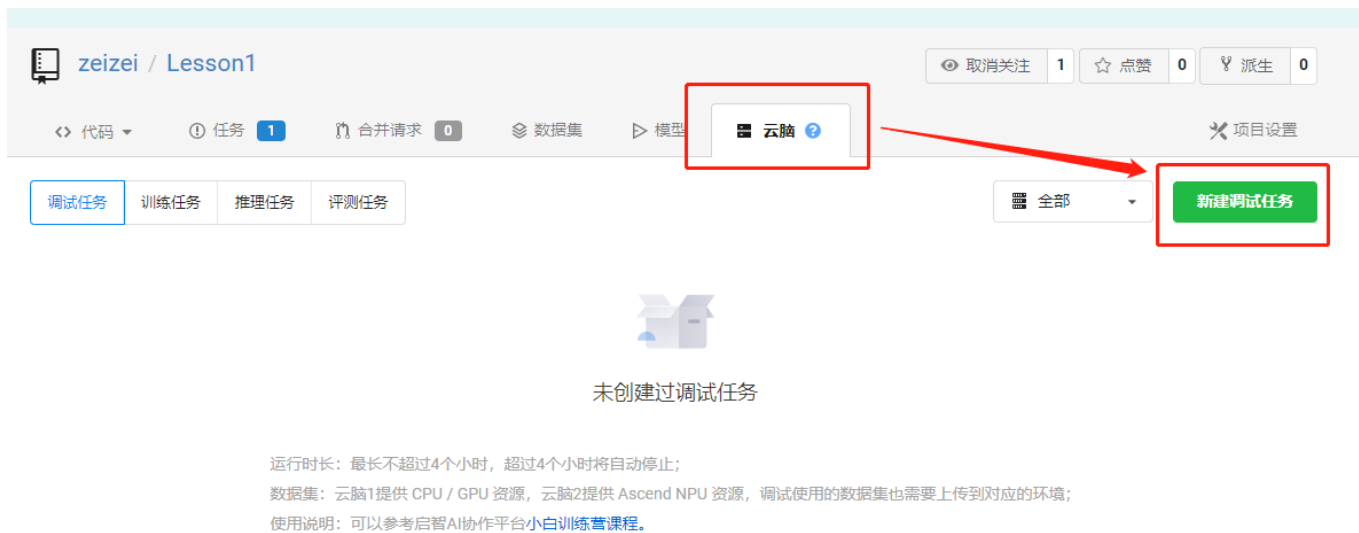 zeizei / Lesson1
取消关注 1 点赞 0 派生 0
代码 任务 1 合并请求 0 数据集 模型 云脑 ? 项目设置
调试任务 训练任务 推理任务 评测任务 全部 新建调试任务
未创建过调试任务
运行时长：最长不超过4个小时，超过4个小时将自动停止；
数据集：云脑1提供 CPU / GPU 资源，云脑2提供 Ascend NPU 资源，调试使用的数据集也需要上传到对应的环境；
使用说明：可以参考启智AI协作平台小白训练营课程。